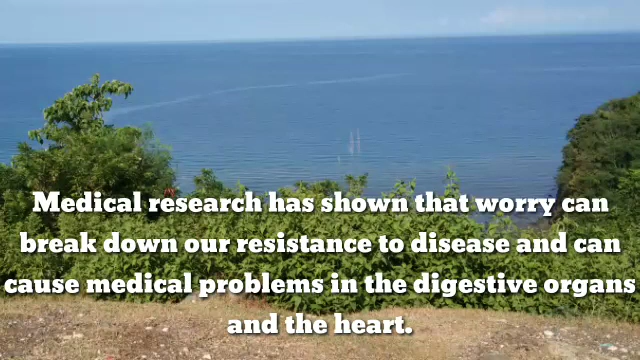 Medical research has shown that worry can
break down our resistance to disease and can
cause medical problems in the digestive organs
and the heart.